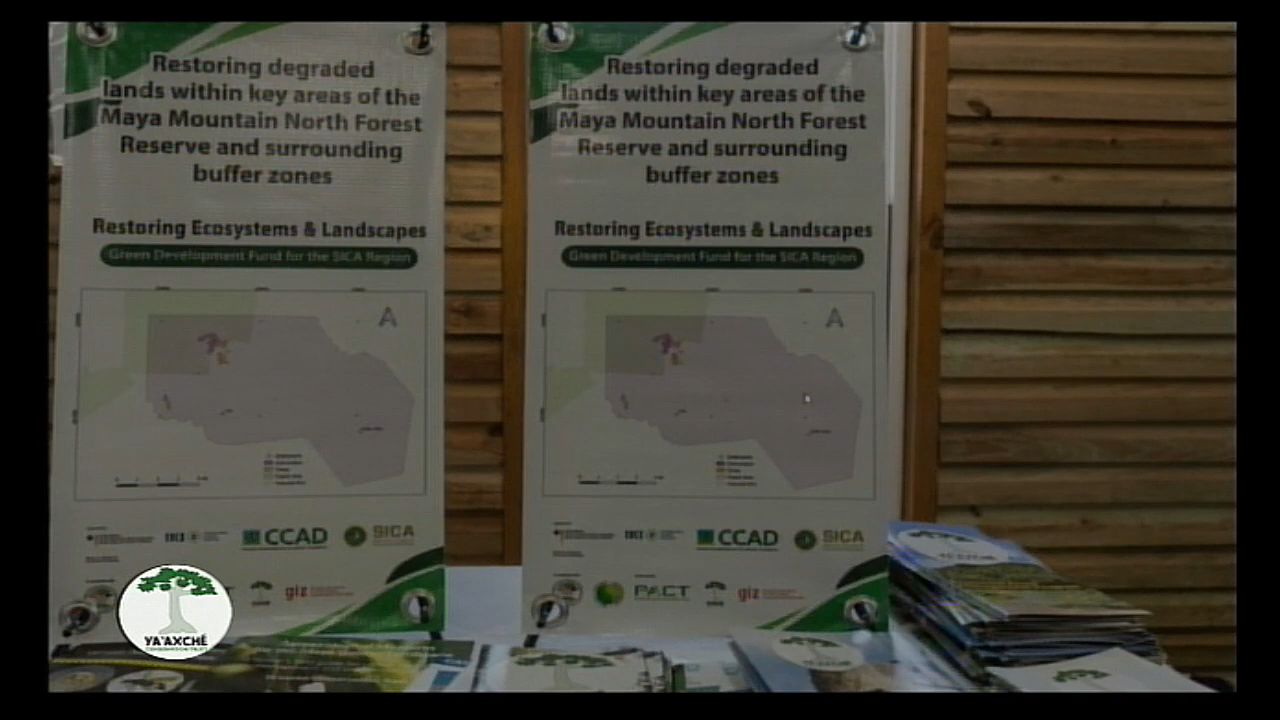 Restoring degraded
lands within key areas of the
Maya Mountain North Forest
Reserve and surrounding
buffer zones
Restoring Ecosystems & Landscapes
Green Development Fund for the SICA Region
A
CCAD
SICA
giz
Restoring degraded
lands within key areas of the
Maya Mountain North Forest
Reserve and surrounding
buffer zones
Restoring Ecosystems & Landscapes
Green Development Fund for the SICA Region
A
CCAD
SICA
PACT
giz
YA'AXCHÉ
CONSERVATION TRUST